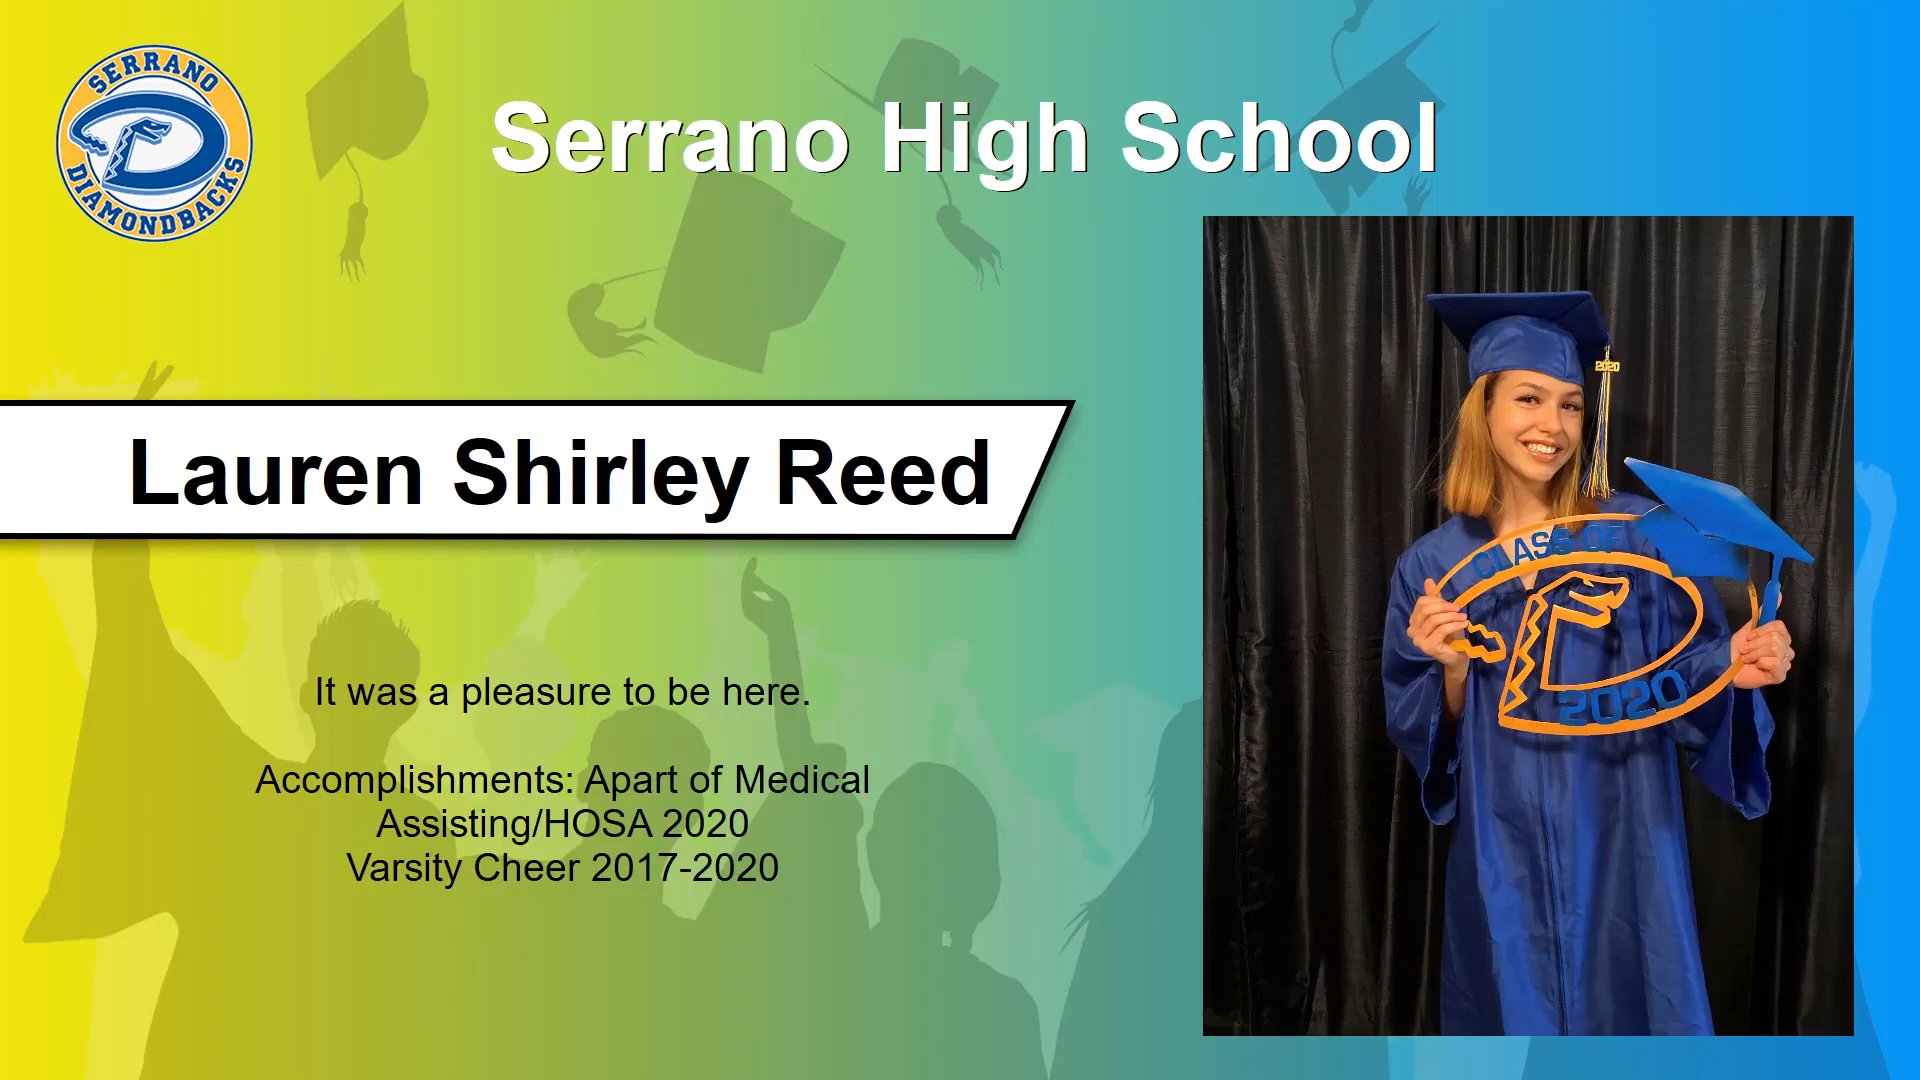 SERRANO
DIAMONDBACKS
Serrano High School
Lauren Shirley Reed
It was a pleasure to be here.
Accomplishments: Apart of Medical
Assisting/HOSA 2020
Varsity Cheer 2017-2020
2020
CLASS OF
2020